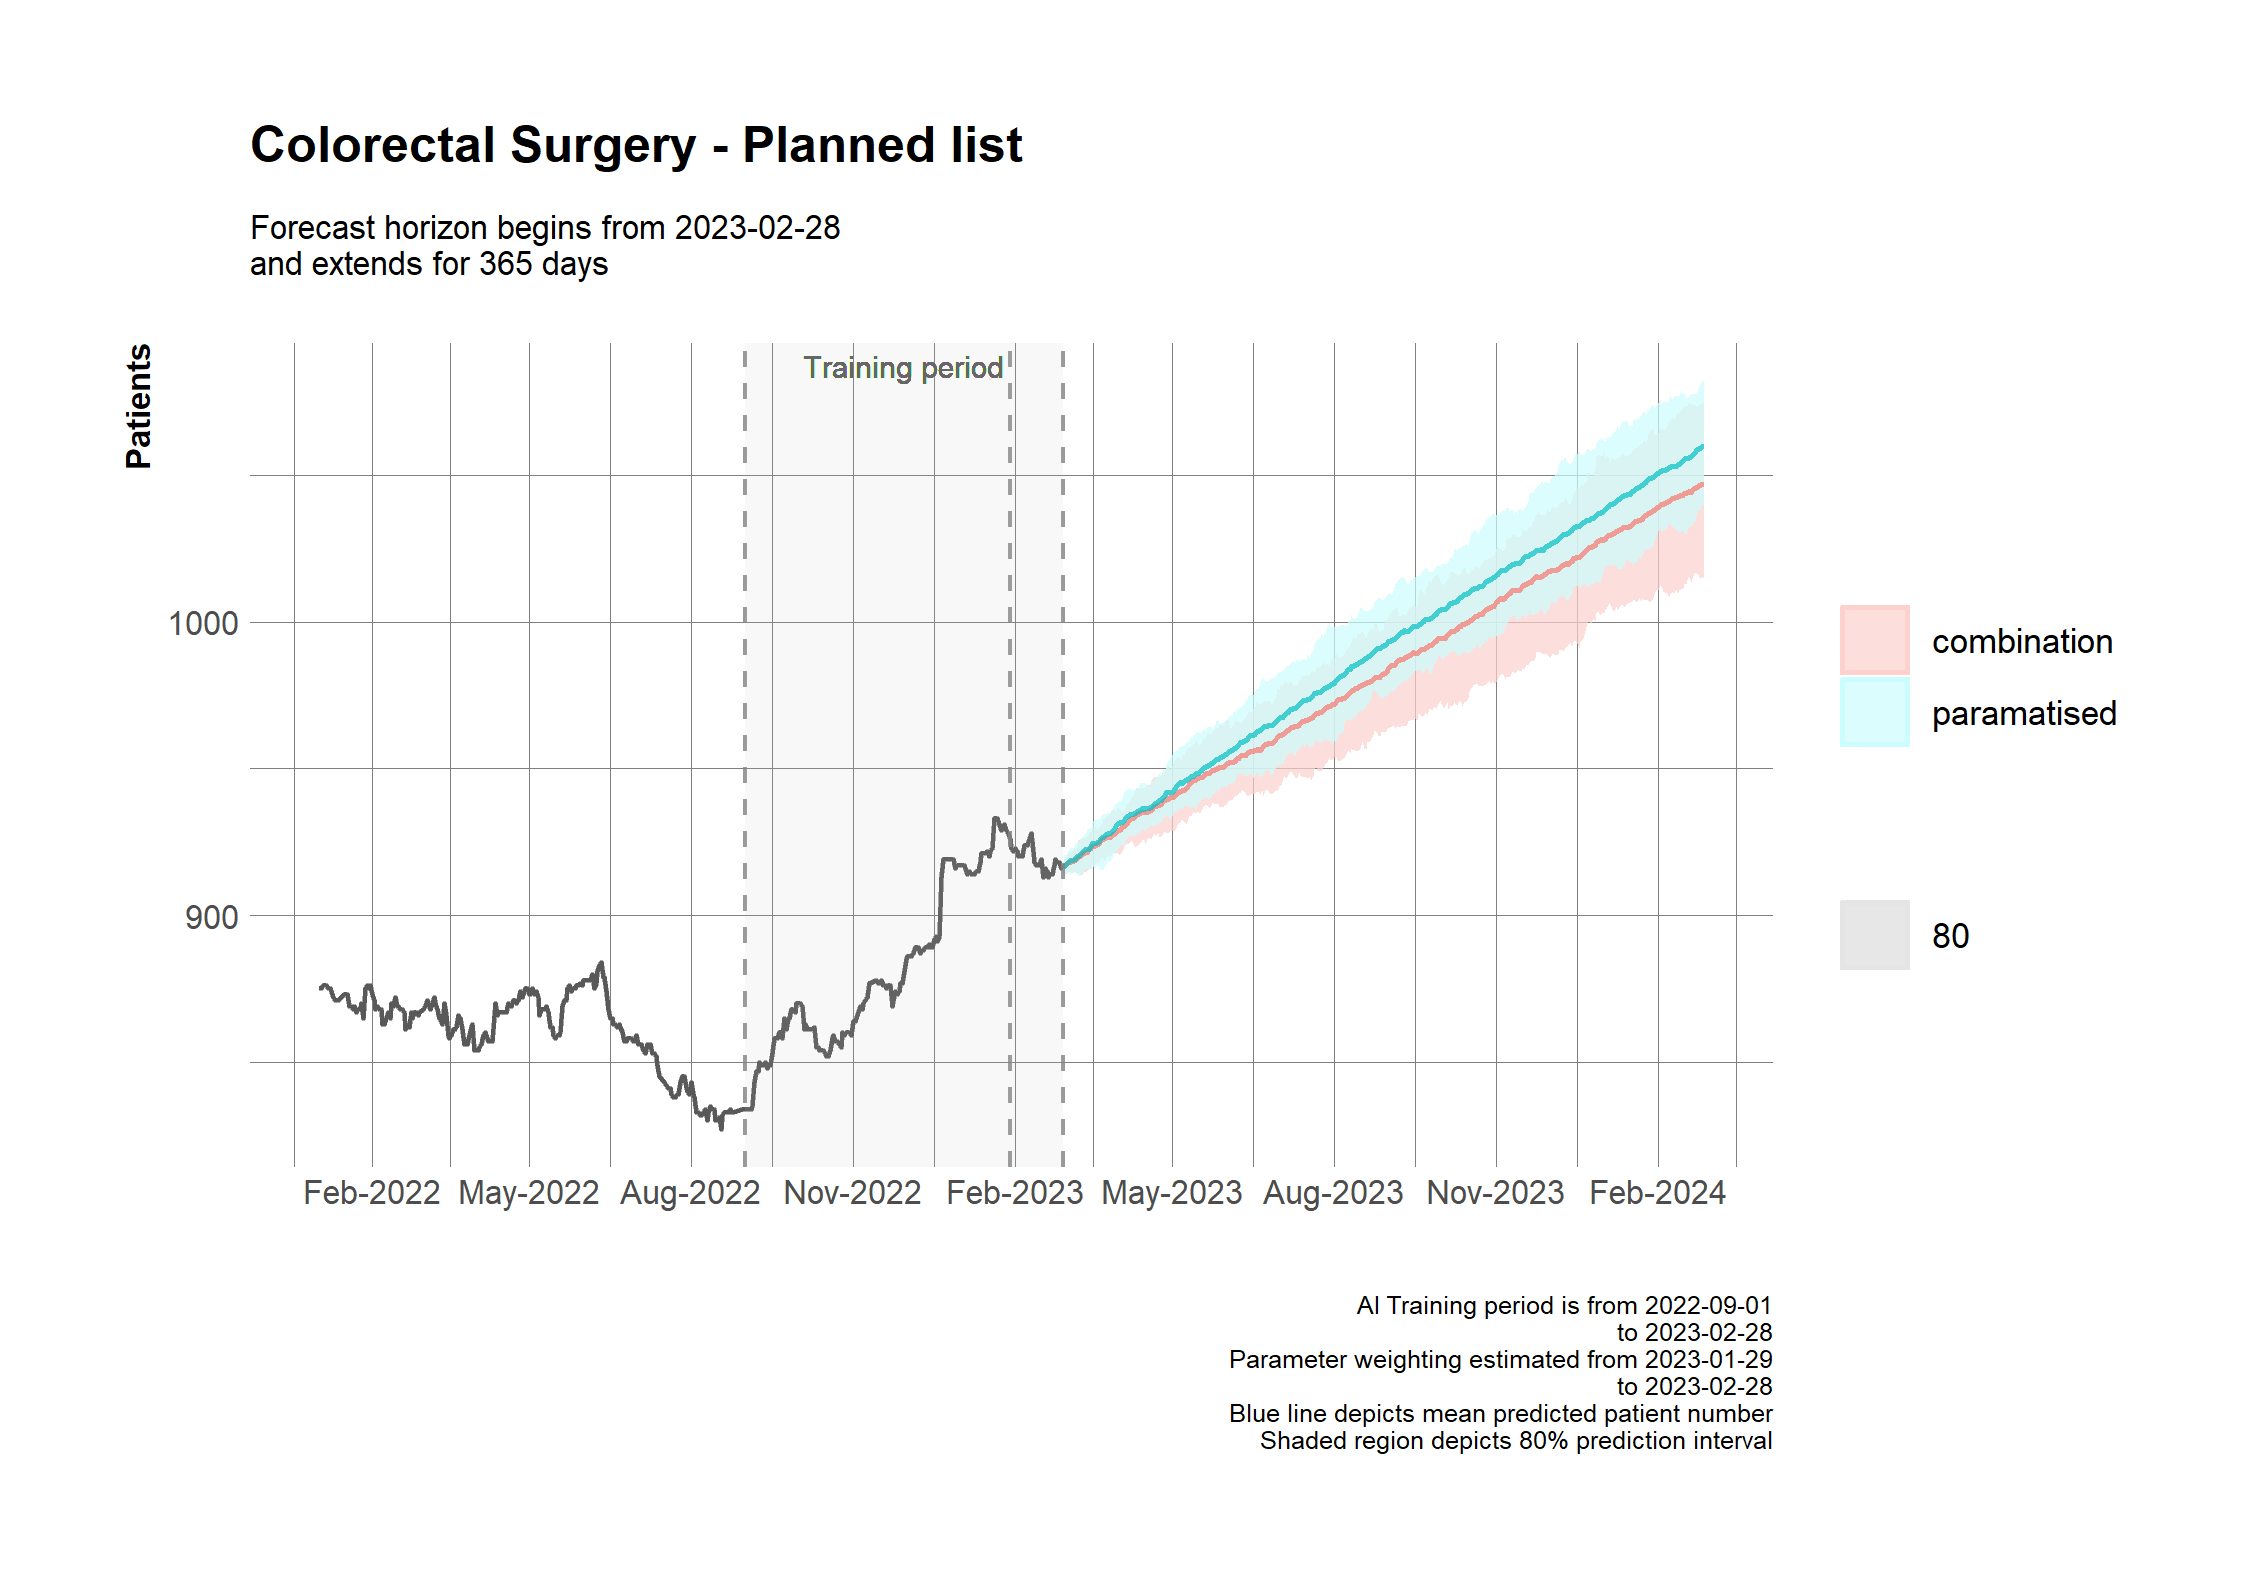 Colorectal Surgery - Planned list
Forecast horizon begins from 2023-02-28
and extends for 365 days
Patients
Training period
1000
900
combination
paramatised
80
Feb-2022
May-2022
Aug-2022
Nov-2022
Feb-2023
May-2023
Aug-2023
Nov-2023
Feb-2024
AI Training period is from 2022-09-01
to 2023-02-28
Parameter weighting estimated from 2023-01-29
to 2023-02-28
Blue line depicts mean predicted patient number
Shaded region depicts 80% prediction interval